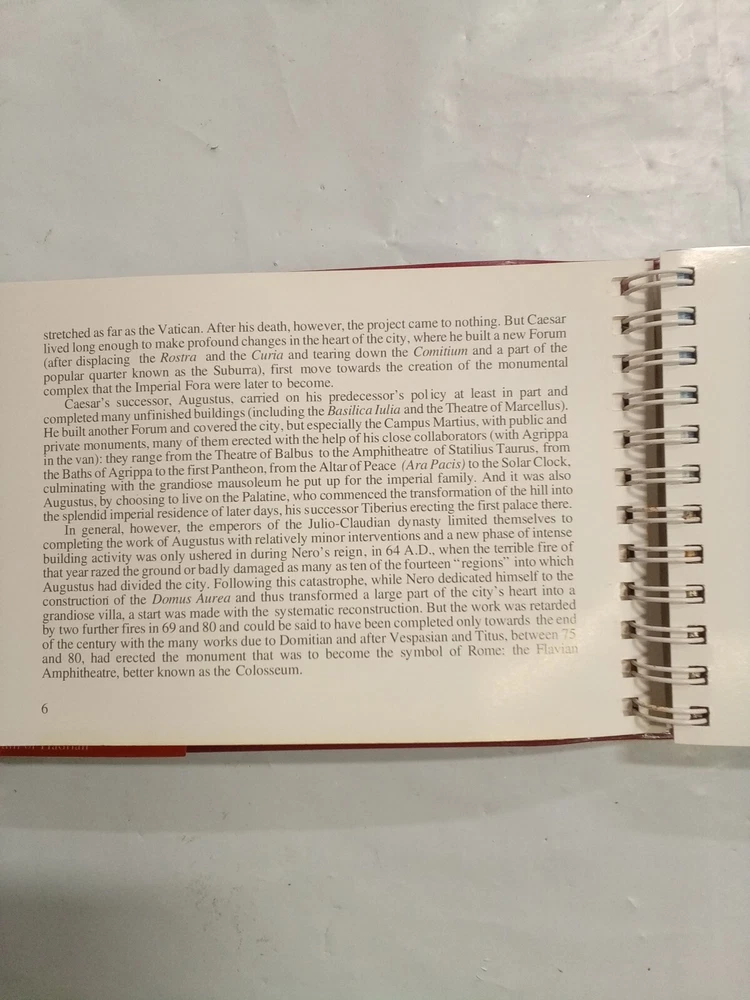 stretched as far as the Vatican. After his death, however, the project came to nothing. But Caesar
lived long enough to make profound changes in the heart of the city, where he built a new Forum
(after displacing the Rostra and the Curia and tearing down the Comitium and a part of the
popular quarter known as the Suburra), first move towards the creation of the monumental
complex that the Imperial Fora were later to become.
Caesar's successor, Augustus, carried on his predecessor's policy at least in part and
completed many unfinished buildings (including the Basilica Iulia and the Theatre of Marcellus).
He built another Forum and covered the city, but especially the Campus Martius, with public and
private monuments, many of them erected with the help of his close collaborators (with Agrippa
in the van): they range from the Theatre of Balbus to the Amphitheatre of Statilius Taurus, from
the Baths of Agrippa to the first Pantheon, from the Altar of Peace (Ara Pacis) to the Solar Clock,
culminating with the grandiose mausoleum he put up for the imperial family. And it was also
Augustus, by choosing to live on the Palatine, who commenced the transformation of the hill into
the splendid imperial residence of later days, his successor Tiberius erecting the first palace there.
In general, however, the emperors of the Julio-Claudian dynasty limited themselves to
completing the work of Augustus with relatively minor interventions and a new phase of intense
building activity was only ushered in during Nero's reign, in 64 A.D., when the terrible fire of
that year razed the ground or badly damaged as many as ten of the fourteen "regions" into which
Augustus had divided the city. Following this catastrophe, while Nero dedicated himself to the
construction of the Domus Aurea and thus transformed a large part of the city's heart into a
grandiose villa, a start was made with the systematic reconstruction. But the work was retarded
by two further fires in 69 and 80 and could be said to have been completed only towards the end
of the century with the many works due to Domitian and after Vespasian and Titus, between 75
and 80, had erected the monument that was to become the symbol of Rome: the Flavian
Amphitheatre, better known as the Colosseum.
6